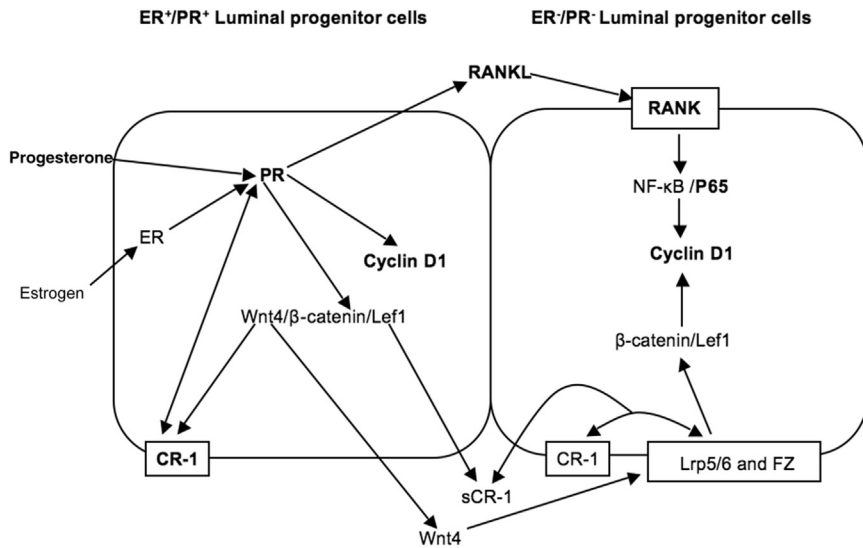 ER⁺/PR⁺ Luminal progenitor cells
ER⁻/PR⁻ Luminal progenitor cells
RANKL
RANK
Progesterone
PR
NF-κB /P65
ER
Cyclin D1
Cyclin D1
Estrogen
Wnt4/β-catenin/Lef1
β-catenin/Lef1
CR-1
CR-1
Lrp5/6 and FZ
sCR-1
Wnt4